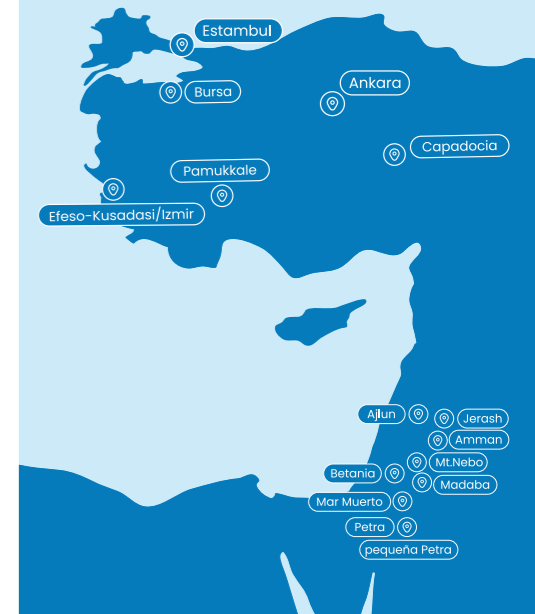 Estambul
Bursa
Ankara
Capadocia
Pamukkale
Efeso-Kusadasi/Izmir
Ajlun
Jerash
Amman
Mt.Nebo
Betania
Madaba
Mar Muerto
Petra
pequeña Petra